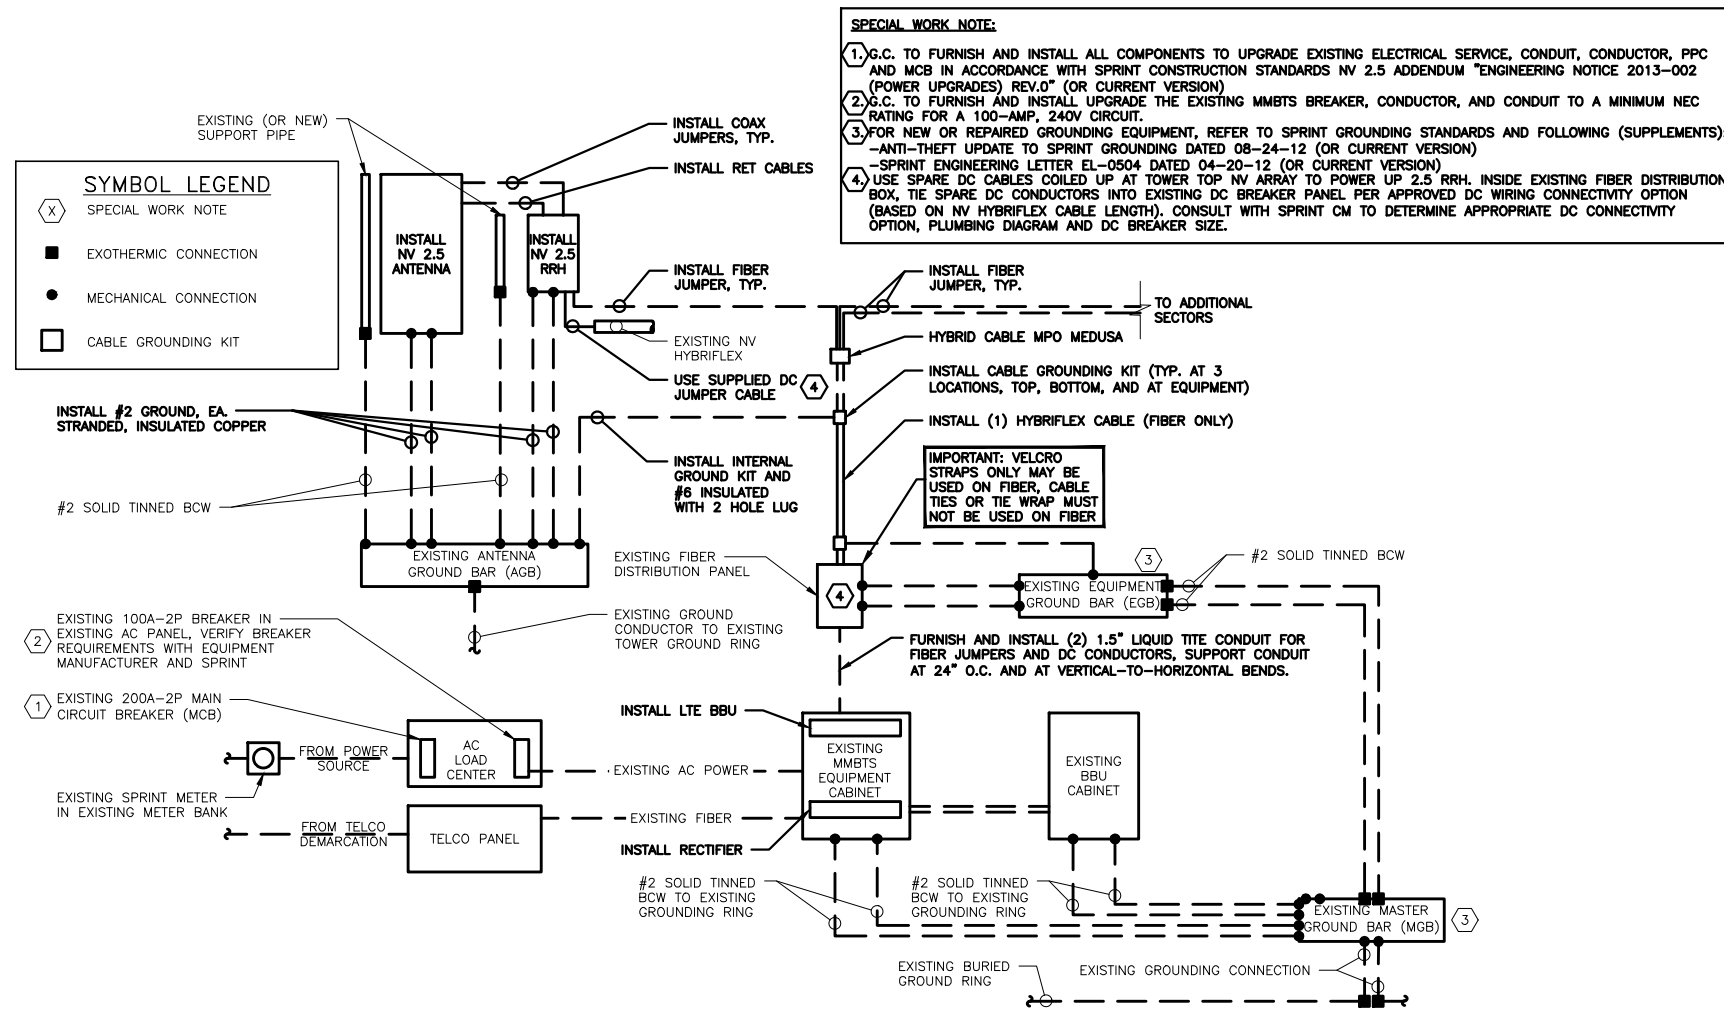 SPECIAL WORK NOTE:
1. G.C. TO FURNISH AND INSTALL ALL COMPONENTS TO UPGRADE EXISTING ELECTRICAL SERVICE, CONDUIT, CONDUCTOR, PPC
AND MCB IN ACCORDANCE WITH SPRINT CONSTRUCTION STANDARDS NV 2.5 ADDENDUM "ENGINEERING NOTICE 2013-002
(POWER UPGRADES) REV.0" (OR CURRENT VERSION)
2. G.C. TO FURNISH AND INSTALL UPGRADE THE EXISTING MMBTS BREAKER, CONDUCTOR, AND CONDUIT TO A MINIMUM NEC
RATING FOR A 100-AMP, 240V CIRCUIT.
3. FOR NEW OR REPAIRED GROUNDING EQUIPMENT, REFER TO SPRINT GROUNDING STANDARDS AND FOLLOWING (SUPPLEMENTS):
-ANTI-THEFT UPDATE TO SPRINT GROUNDING DATED 08-24-12 (OR CURRENT VERSION)
-SPRINT ENGINEERING LETTER EL-0504 DATED 04-20-12 (OR CURRENT VERSION)
4. USE SPARE DC CABLES COILED UP AT TOWER TOP NV ARRAY TO POWER UP 2.5 RRH. INSIDE EXISTING FIBER DISTRIBUTION
BOX, TIE SPARE DC CONDUCTORS INTO EXISTING DC BREAKER PANEL PER APPROVED DC WIRING CONNECTIVITY OPTION
(BASED ON NV HYBRIFLEX CABLE LENGTH). CONSULT WITH SPRINT CM TO DETERMINE APPROPRIATE DC CONNECTIVITY
OPTION, PLUMBING DIAGRAM AND DC BREAKER SIZE.
EXISTING (OR NEW)
SUPPORT PIPE
SYMBOL LEGEND
X SPECIAL WORK NOTE
EXOTHERMIC CONNECTION
MECHANICAL CONNECTION
CABLE GROUNDING KIT
INSTALL COAX
JUMPERS, TYP.
INSTALL RET CABLES
INSTALL
NV 2.5
ANTENNA
INSTALL
NV 2.5
RRH
INSTALL FIBER
JUMPER, TYP.
INSTALL FIBER
JUMPER, TYP.
TO ADDITIONAL
SECTORS
EXISTING NV
HYBRIFLEX
HYBRID CABLE MPO MEDUSA
USE SUPPLIED DC
JUMPER CABLE
4
INSTALL CABLE GROUNDING KIT (TYP. AT 3
LOCATIONS, TOP, BOTTOM, AND AT EQUIPMENT)
INSTALL (1) HYBRIFLEX CABLE (FIBER ONLY)
INSTALL #2 GROUND, EA.
STRANDED, INSULATED COPPER
INSTALL INTERNAL
GROUND KIT AND
#6 INSULATED
WITH 2 HOLE LUG
IMPORTANT: VELCRO
STRAPS ONLY MAY BE
USED ON FIBER, CABLE
TIES OR TIE WRAP MUST
NOT BE USED ON FIBER
#2 SOLID TINNED BCW
EXISTING ANTENNA
GROUND BAR (AGB)
EXISTING FIBER
DISTRIBUTION PANEL
4
3
#2 SOLID TINNED BCW
EXISTING EQUIPMENT
GROUND BAR (EGB)
EXISTING GROUND
CONDUCTOR TO EXISTING
TOWER GROUND RING
2
EXISTING 100A-2P BREAKER IN
EXISTING AC PANEL, VERIFY BREAKER
REQUIREMENTS WITH EQUIPMENT
MANUFACTURER AND SPRINT
FURNISH AND INSTALL (2) 1.5" LIQUID TITE CONDUIT FOR
FIBER JUMPERS AND DC CONDUCTORS, SUPPORT CONDUIT
AT 24" O.C. AND AT VERTICAL-TO-HORIZONTAL BENDS.
1
EXISTING 200A-2P MAIN
CIRCUIT BREAKER (MCB)
INSTALL LTE BBU
FROM POWER
SOURCE
AC
LOAD
CENTER
EXISTING AC POWER
EXISTING
MMBTS
EQUIPMENT
CABINET
EXISTING
BBU
CABINET
EXISTING SPRINT METER
IN EXISTING METER BANK
FROM TELCO
DEMARCATION
TELCO PANEL
EXISTING FIBER
INSTALL RECTIFIER
#2 SOLID TINNED
BCW TO EXISTING
GROUNDING RING
#2 SOLID TINNED
BCW TO EXISTING
GROUNDING RING
EXISTING MASTER
GROUND BAR (MGB)
3
EXISTING BURIED
GROUND RING
EXISTING GROUNDING CONNECTION